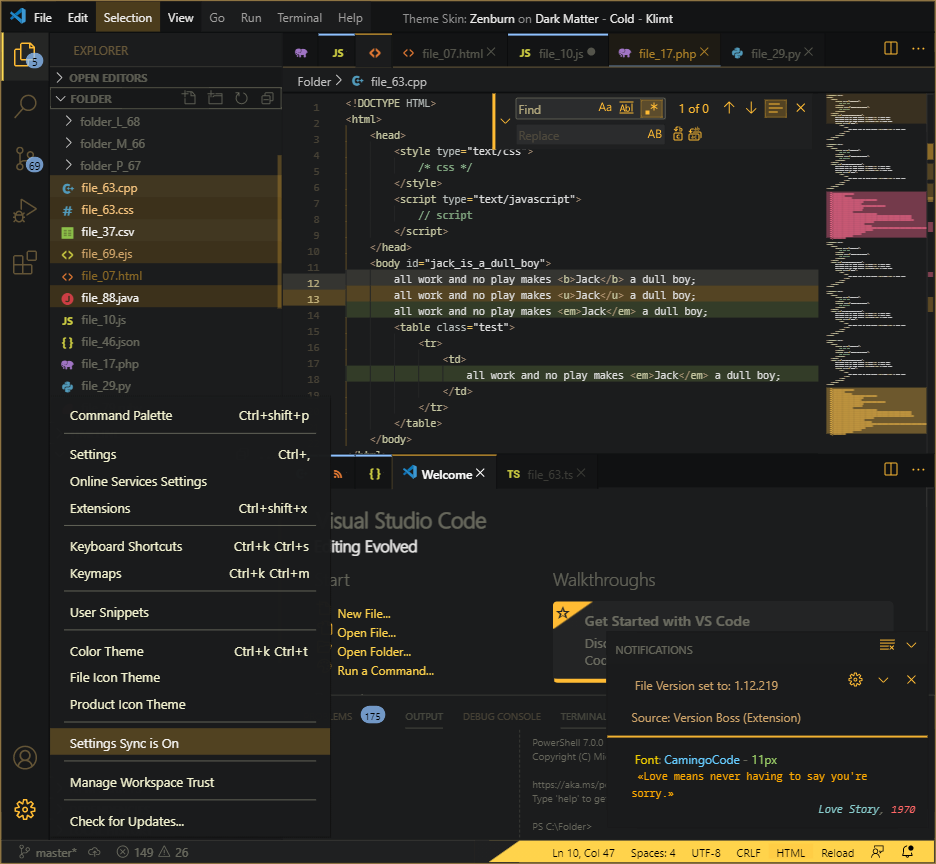 File Edit Selection View Go Run Terminal Help Theme Skin: Zenburn on Dark Matter - Cold - Klimt
EXPLORER
5
69
OPEN EDITORS
FOLDER
folder_L_68
folder_M_66
folder_P_67
file_63.cpp
# file_63.css
file_37.csv
<> file_69.ejs
<> file_07.html
J file_88.java
JS file_10.js
{} file_46.json
php file_17.php
file_29.py
php JS <> <> file_07.html JS file_10.js php file_17.php file_29.py
Folder > file_63.cpp
Find Aa Abl .* 1 of 0
Replace AB
1 <!DOCTYPE HTML>
2 <html>
3 <head>
4 <style type="text/css">
5 /* css */
6 </style>
7 <script type="text/javascript">
8 // script
9 </script>
10 </head>
11 <body id="jack_is_a_dull_boy">
12 all work and no play makes <b>Jack</b> a dull boy;
13 all work and no play makes <u>Jack</u> a dull boy;
14 all work and no play makes <em>Jack</em> a dull boy;
15 <table class="test">
16 <tr>
17 <td>
18 all work and no play makes <em>Jack</em> a dull boy;
19 </td>
</tr>
</table>
</body>
Command Palette Ctrl+shift+p
Settings Ctrl+,
Online Services Settings
Extensions Ctrl+shift+x
Keyboard Shortcuts Ctrl+k Ctrl+s
Keymaps Ctrl+k Ctrl+m
User Snippets
Color Theme Ctrl+k Ctrl+t
File Icon Theme
Product Icon Theme
Settings Sync is On
Manage Workspace Trust
Check for Updates...
{} Welcome TS file_63.ts
isual Studio Code
iting Evolved
art
New File...
Open File...
Open Folder...
Run a Command...
Walkthroughs
Get Started with VS Code
Disc
Coc
LEMS 175 OUTPUT DEBUG CONSOLE TERMINAL
PowerShell 7.0.0
Copyright (C) Mi
https://aka.ms/p
Type 'help' to ge
PS C:\Folder>
NOTIFICATIONS
File Version set to: 1.12.219
Source: Version Boss (Extension)
Font: CamingoCode - 11px
«Love means never having to say you're
sorry.»
Love Story, 1970
master* 149 26 Ln 10, Col 47 Spaces: 4 UTF-8 CRLF HTML Reload